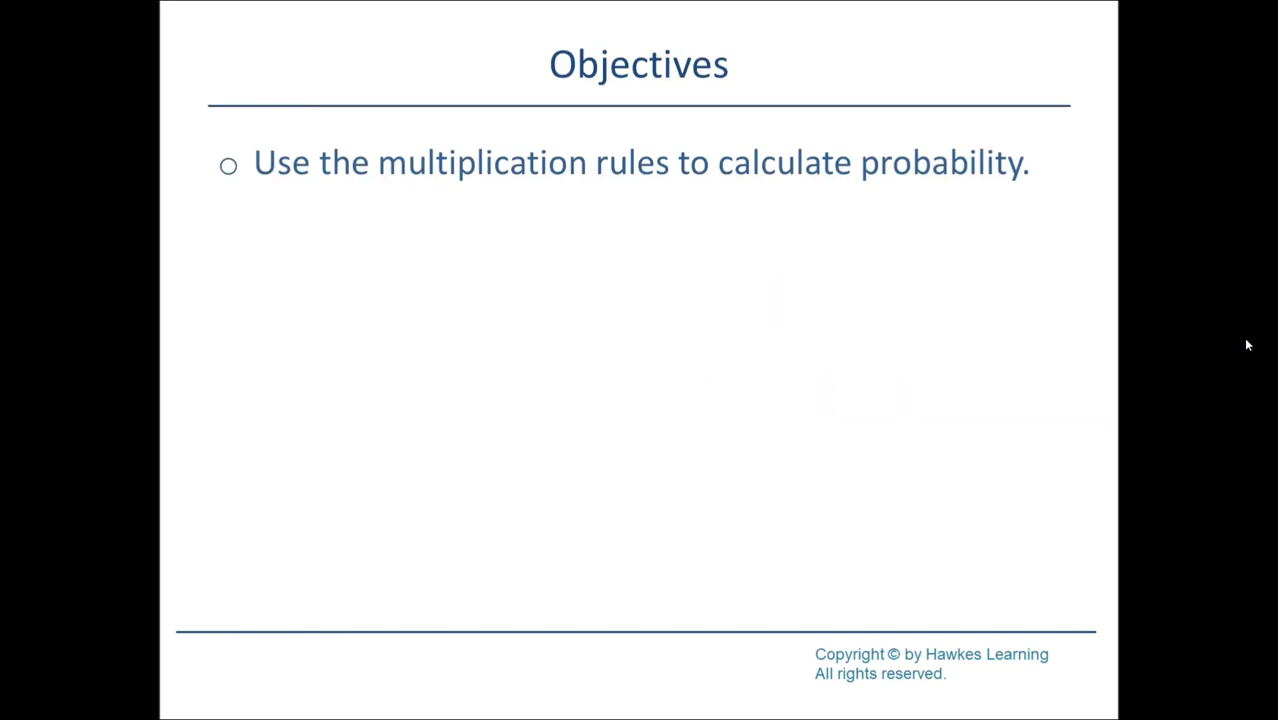 Objectives
o Use the multiplication rules to calculate probability.
Copyright © by Hawkes Learning
All rights reserved.